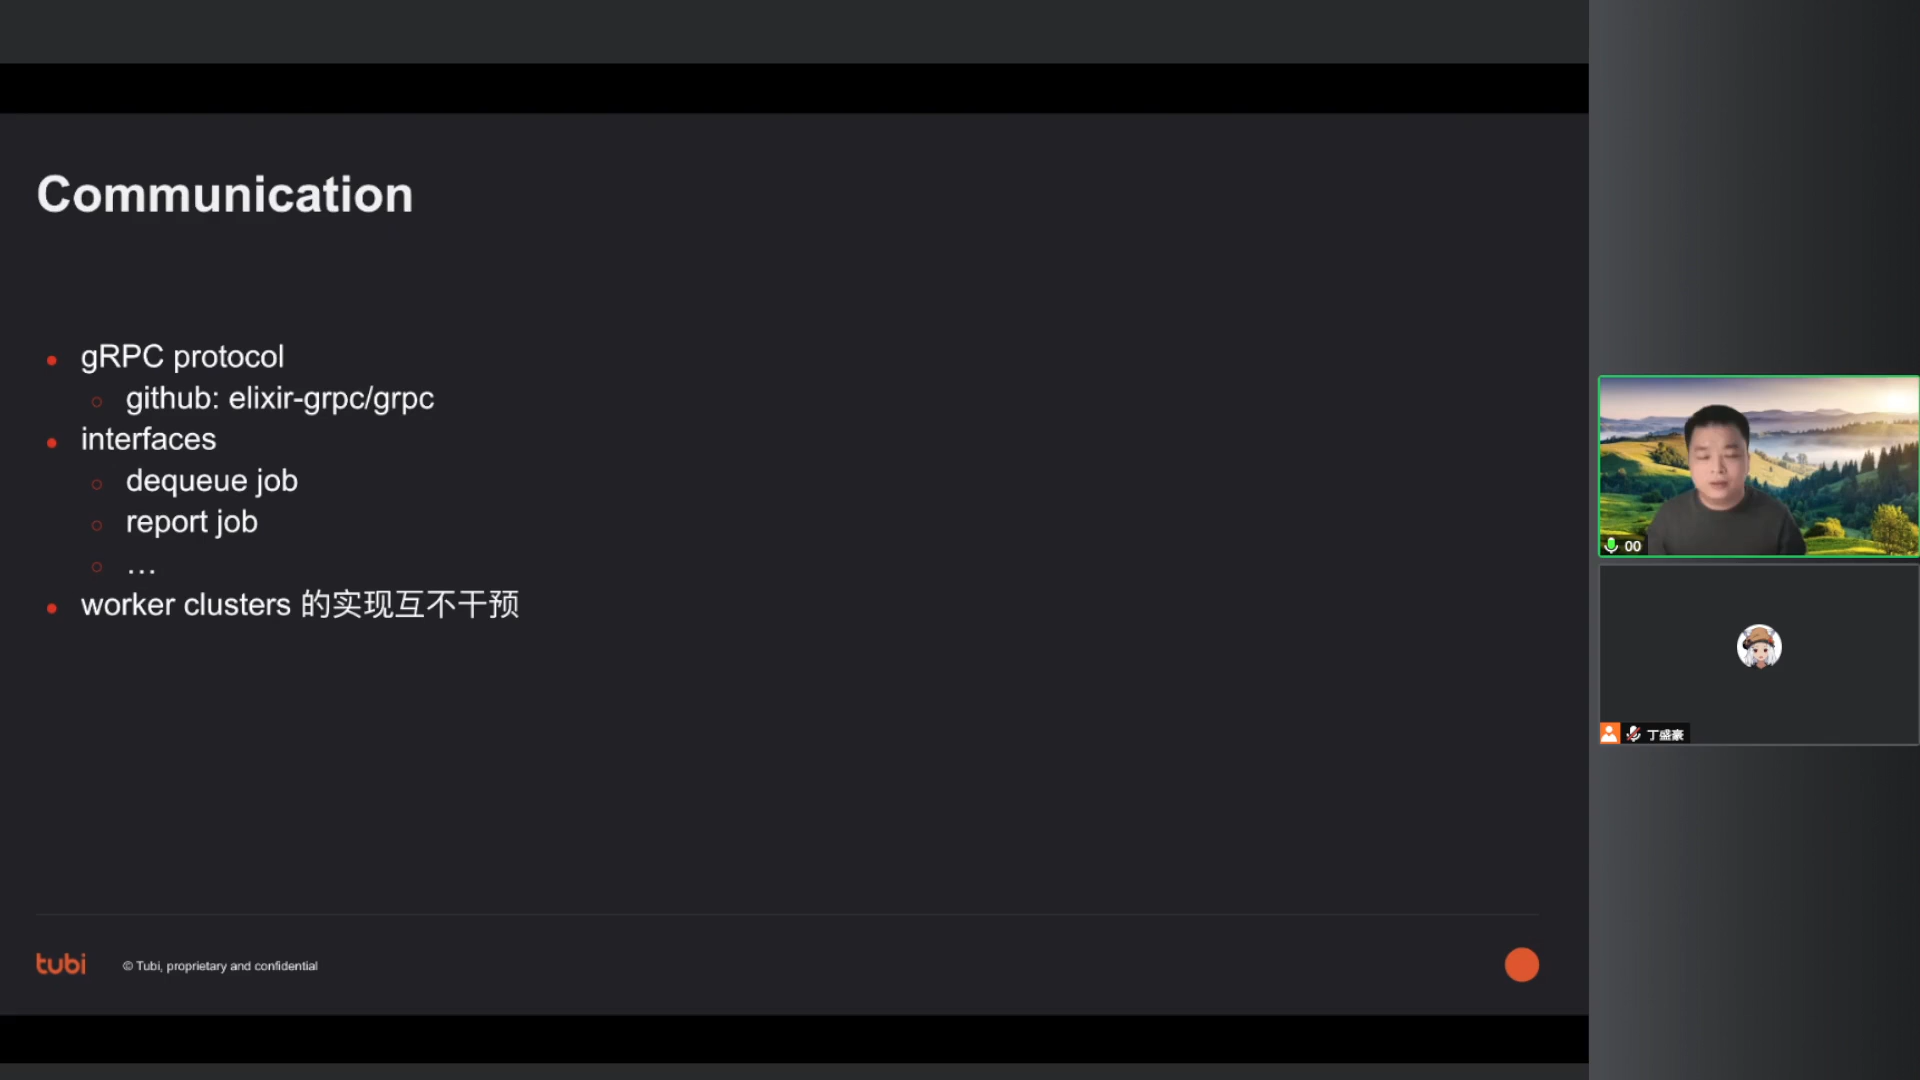 Communication
gRPC protocol
github: elixir-grpc/grpc
interfaces
dequeue job
report job
…
worker clusters 的实现互不干预
tubi
© Tubi, proprietary and confidential
00
丁盛豪